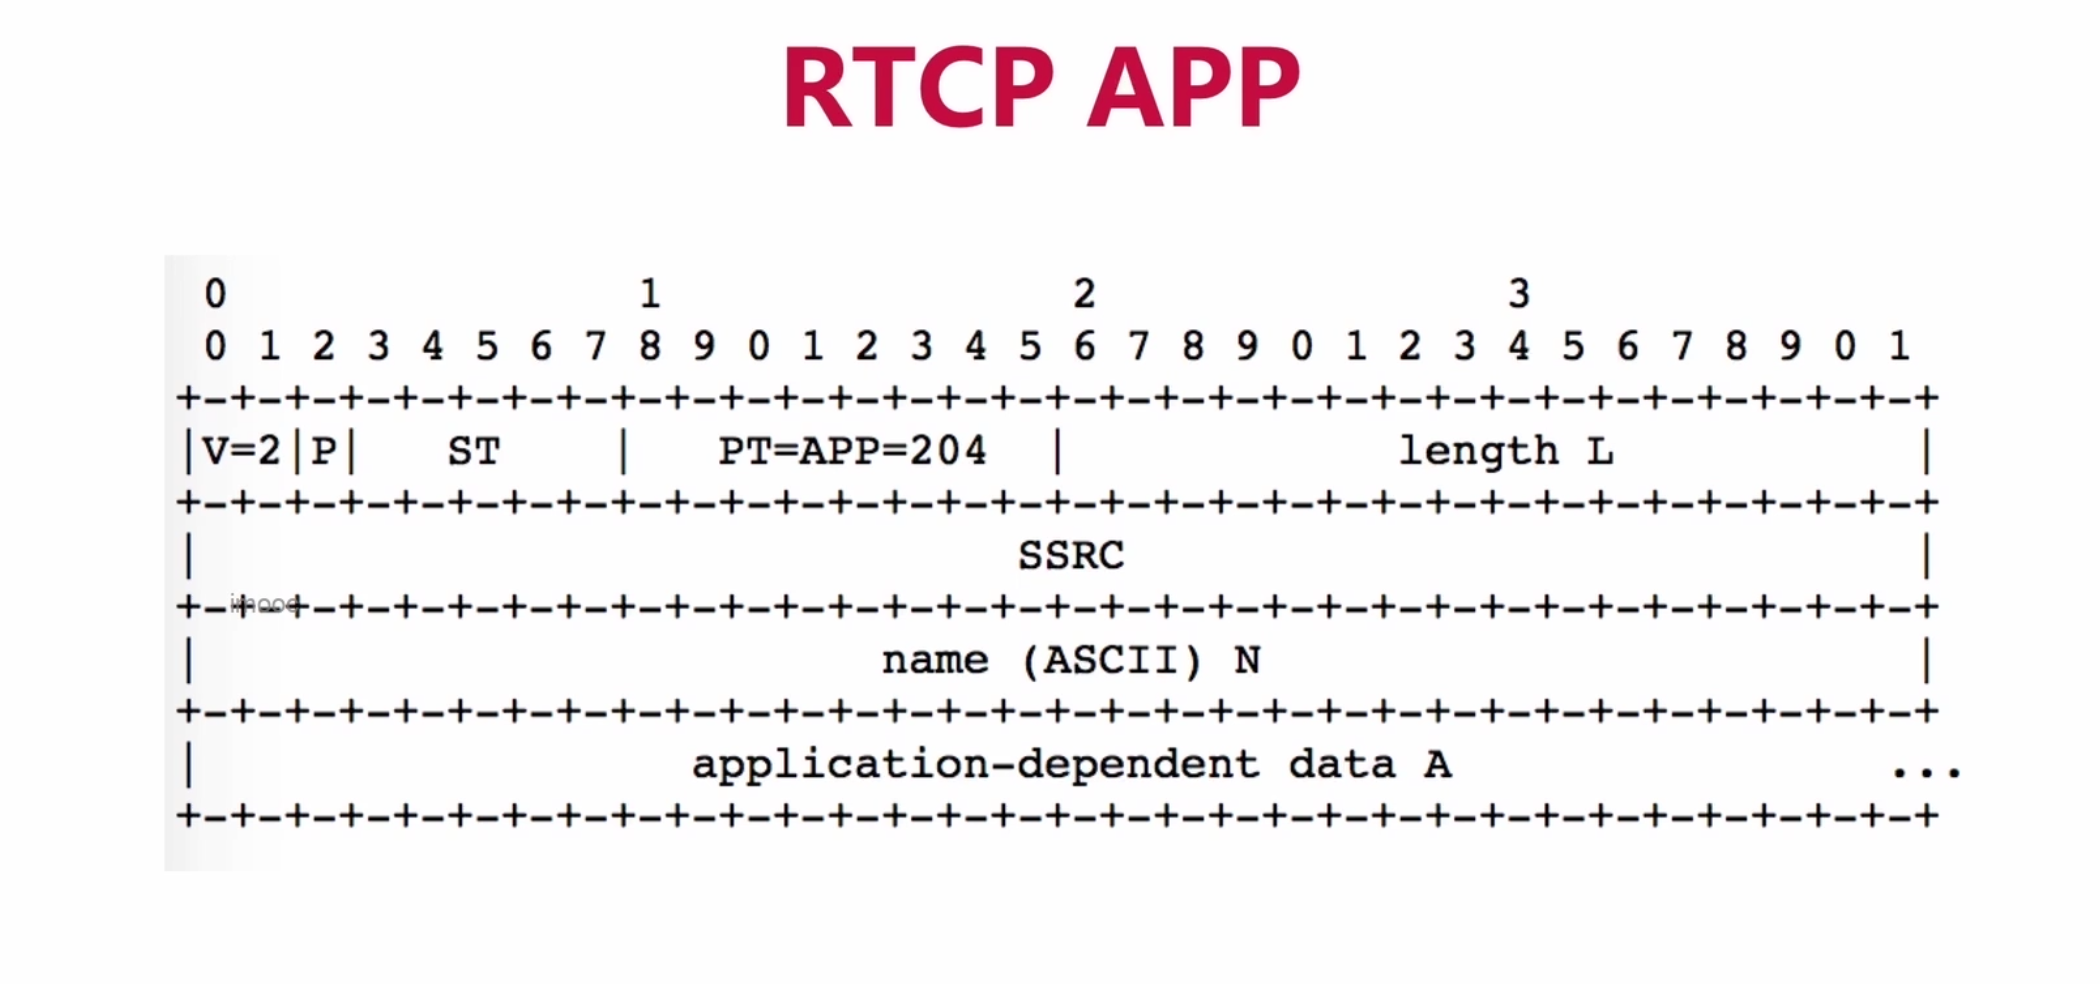 RTCP APP
0 1 2 3
0 1 2 3 4 5 6 7 8 9 0 1 2 3 4 5 6 7 8 9 0 1 2 3 4 5 6 7 8 9 0 1
+-+-+-+-+-+-+-+-+-+-+-+-+-+-+-+-+-+-+-+-+-+-+-+-+-+-+-+-+-+-+-+-+
|V=2|P| ST | PT=APP=204 | length L |
+-+-+-+-+-+-+-+-+-+-+-+-+-+-+-+-+-+-+-+-+-+-+-+-+-+-+-+-+-+-+-+-+
| SSRC |
+-+-+-+-+-+-+-+-+-+-+-+-+-+-+-+-+-+-+-+-+-+-+-+-+-+-+-+-+-+-+-+-+
imooc
| name (ASCII) N |
+-+-+-+-+-+-+-+-+-+-+-+-+-+-+-+-+-+-+-+-+-+-+-+-+-+-+-+-+-+-+-+-+
| application-dependent data A ...
+-+-+-+-+-+-+-+-+-+-+-+-+-+-+-+-+-+-+-+-+-+-+-+-+-+-+-+-+-+-+-+-+